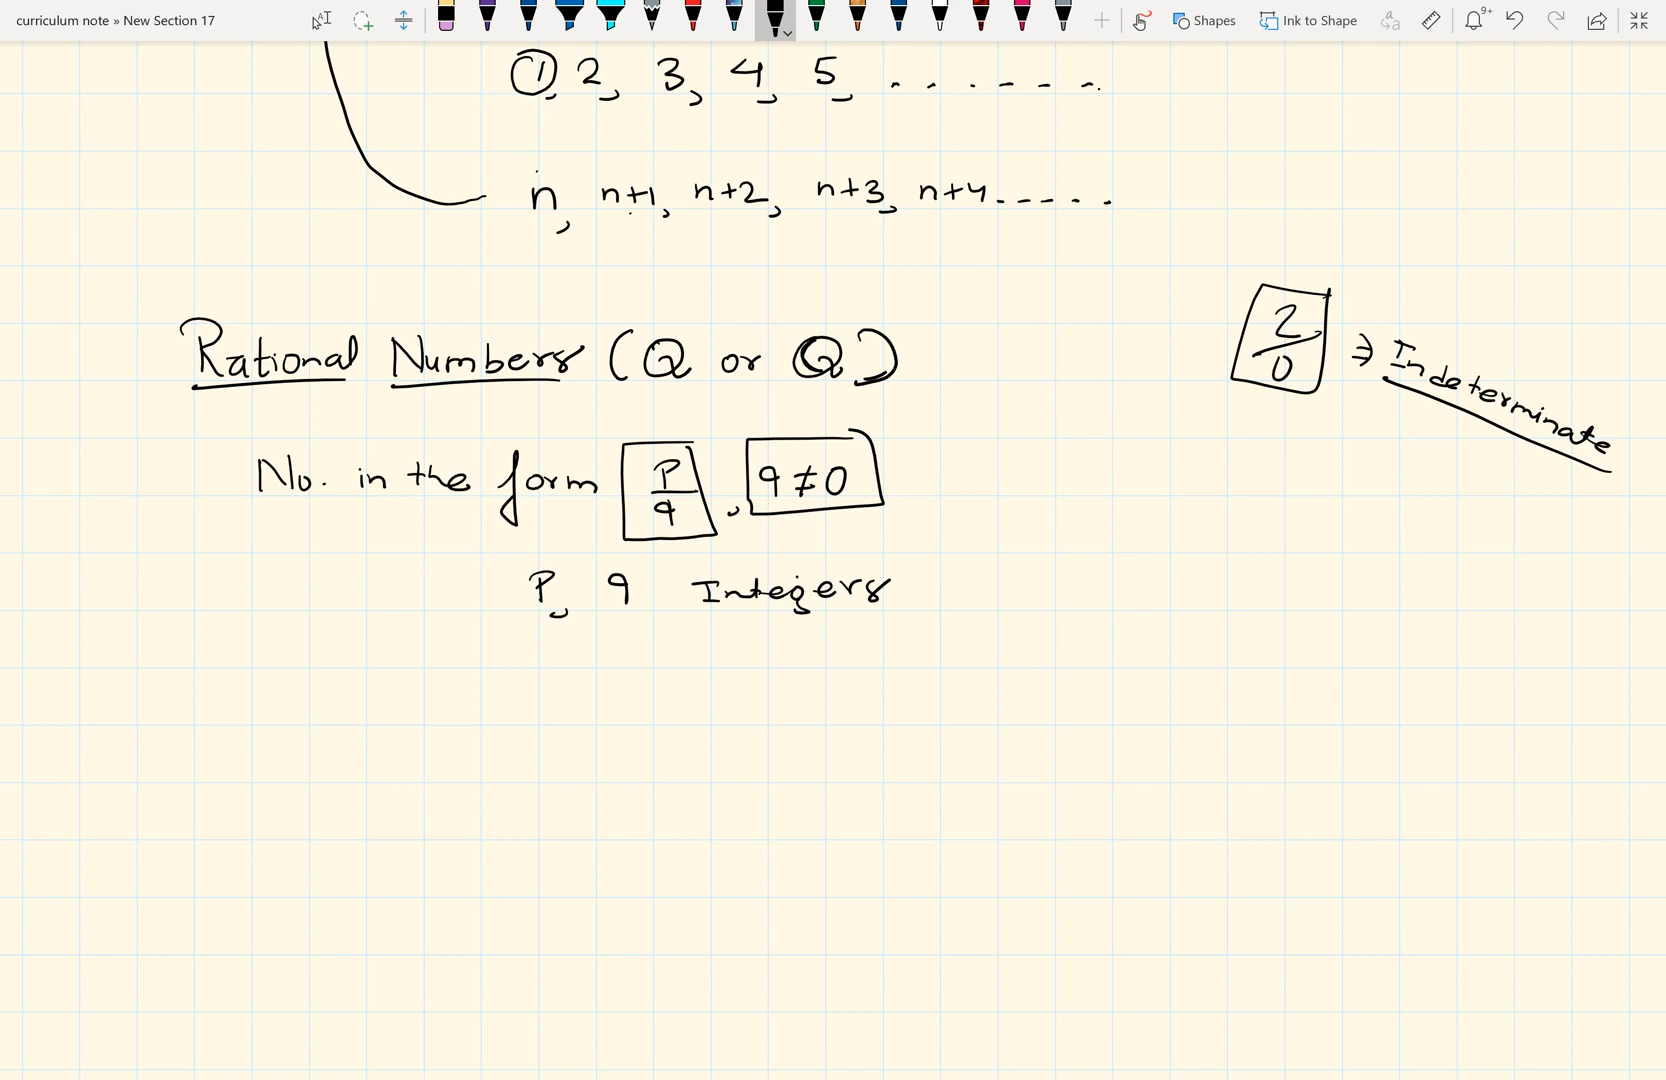 curriculum note » New Section 17
Shapes
Ink to Shape
9+
1, 2, 3, 4, 5, . - . - - .
n, n+1, n+2, n+3, n+4 - - - - .
2/0 ⇒ Indeterminate
Rational Numbers (Q or ℚ)
No. in the form P/q, q ≠ 0
P, q Integers